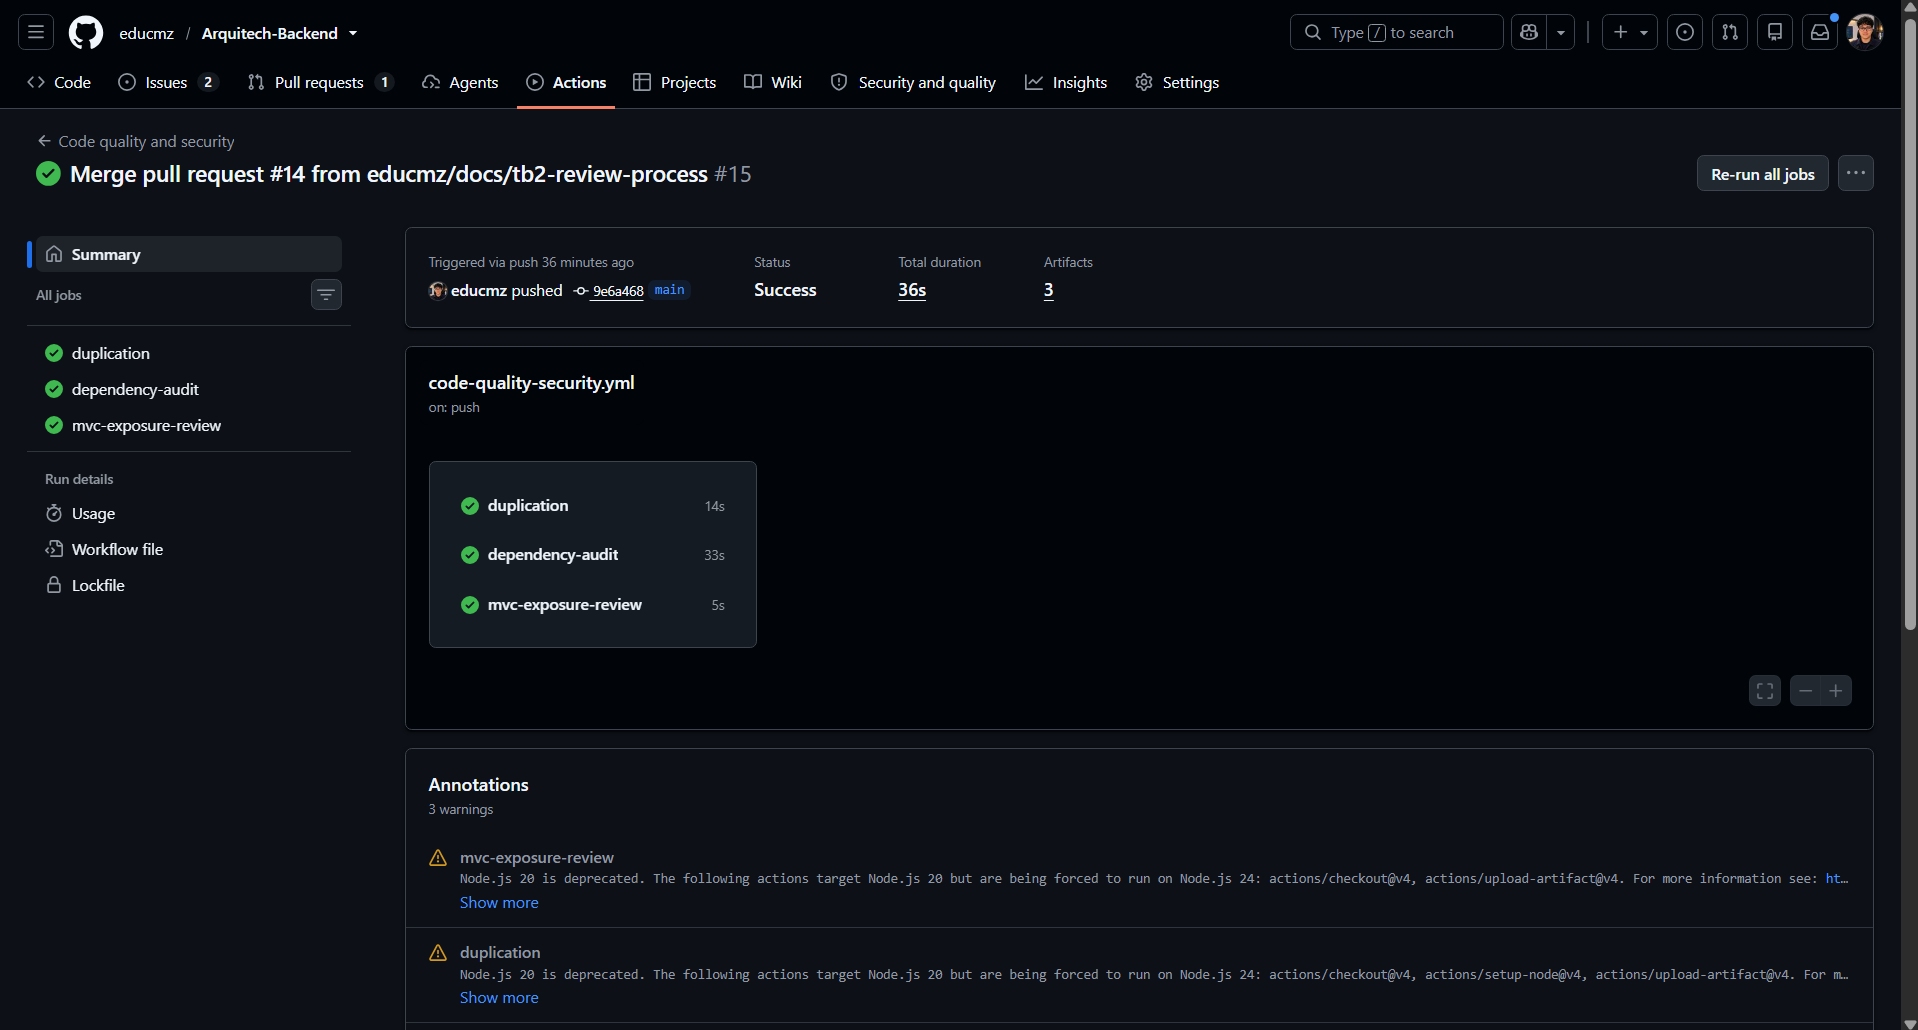 educmz / Arquitech-Backend
Type / to search
Code
Issues 2
Pull requests 1
Agents
Actions
Projects
Wiki
Security and quality
Insights
Settings
Code quality and security
Merge pull request #14 from educmz/docs/tb2-review-process #15
Re-run all jobs
Summary
All jobs
duplication
dependency-audit
mvc-exposure-review
Run details
Usage
Workflow file
Lockfile
Triggered via push 36 minutes ago
educmz pushed 9e6a468 main
Status
Success
Total duration
36s
Artifacts
3
code-quality-security.yml
on: push
duplication 14s
dependency-audit 33s
mvc-exposure-review 5s
Annotations
3 warnings
mvc-exposure-review
Node.js 20 is deprecated. The following actions target Node.js 20 but are being forced to run on Node.js 24: actions/checkout@v4, actions/upload-artifact@v4. For more information see: ht…
Show more
duplication
Node.js 20 is deprecated. The following actions target Node.js 20 but are being forced to run on Node.js 24: actions/checkout@v4, actions/setup-node@v4, actions/upload-artifact@v4. For m…
Show more